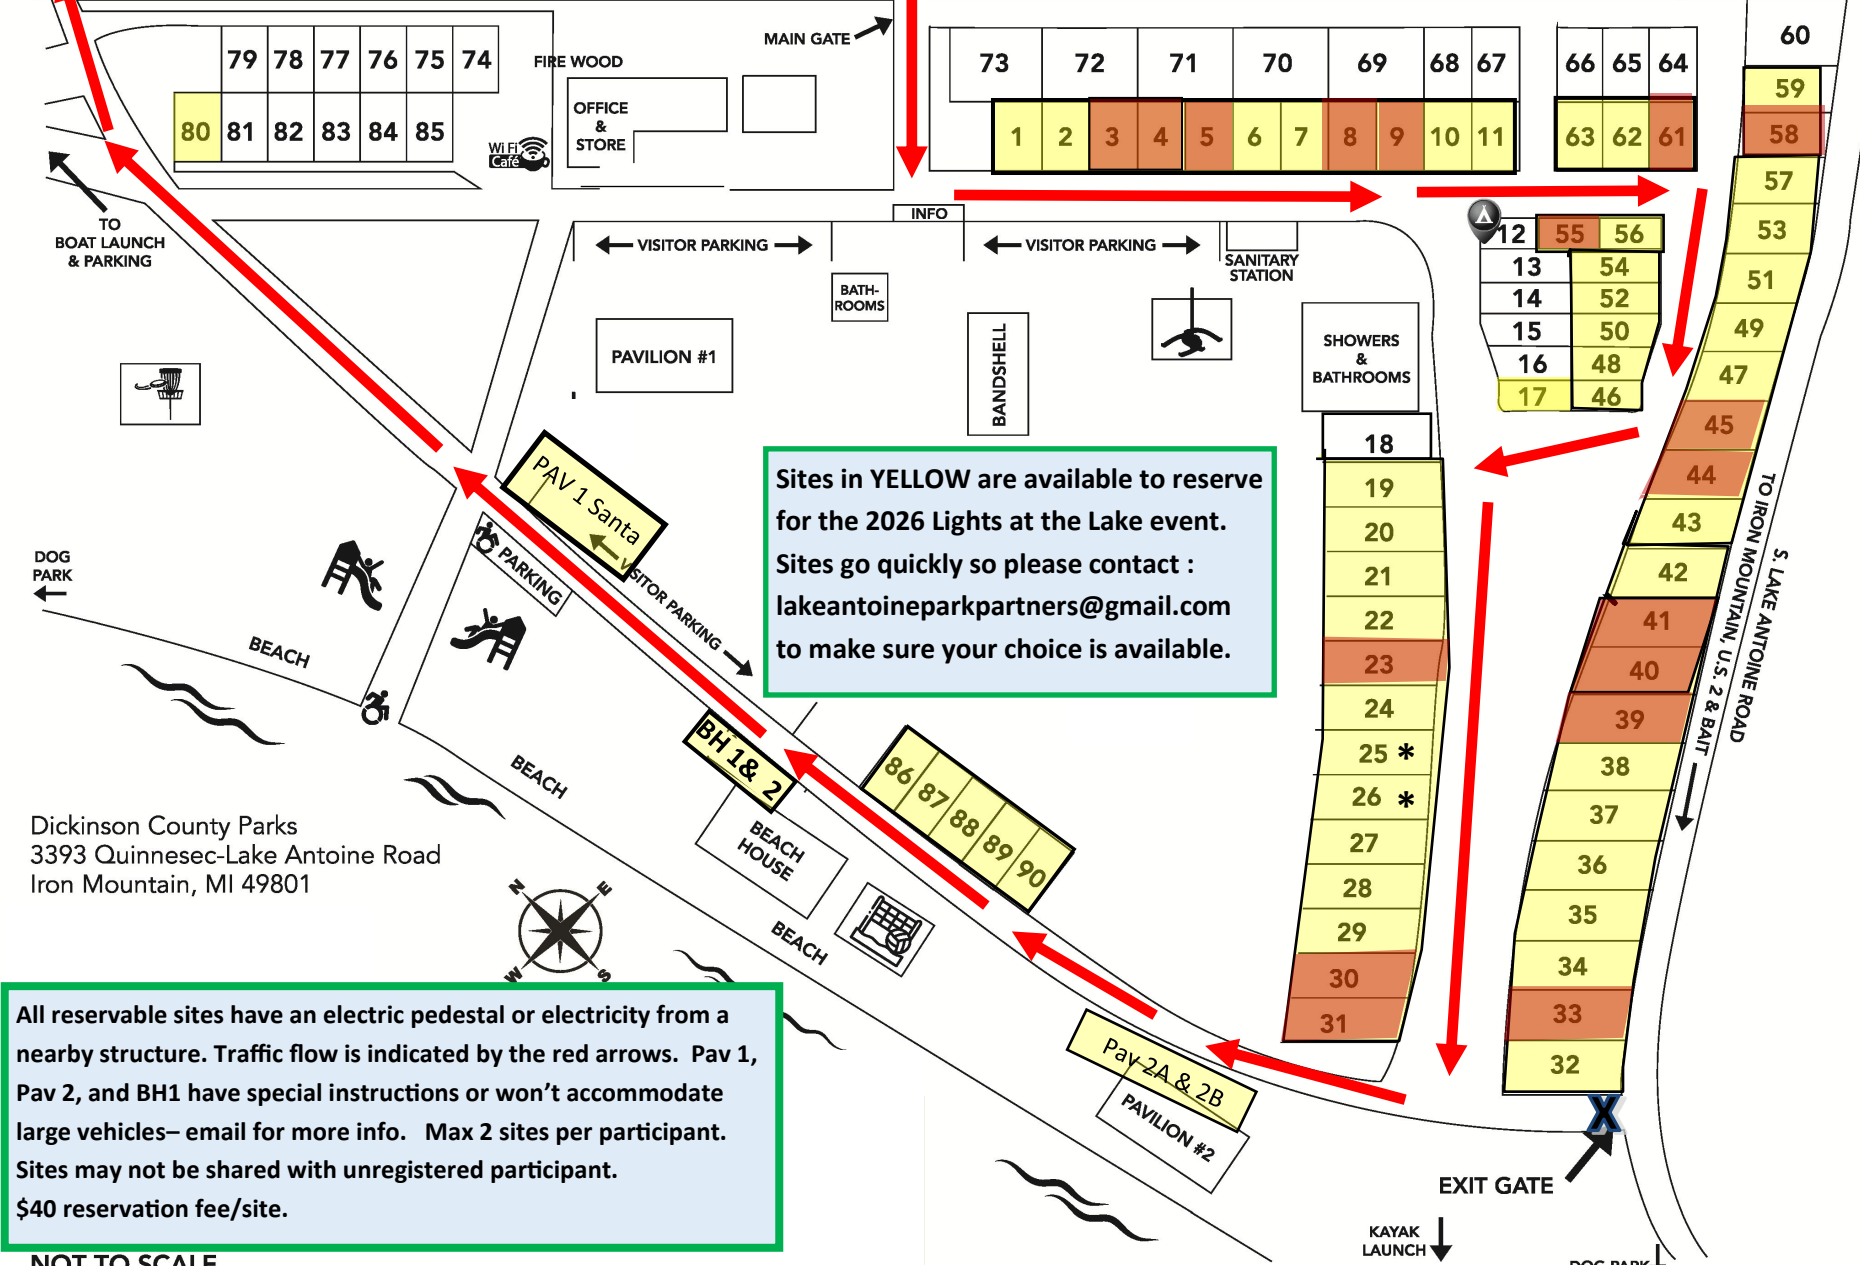 79 78 77 76 75 74
80 81 82 83 84 85
FIRE WOOD
OFFICE
&
STORE
Wi Fi
Café
MAIN GATE
73 72 71 70 69 68 67
1 2 3 4 5 6 7 8 9 10 11
66 65 64
63 62 61
60
59
58
57
53
51
49
47
45
44
43
42
41
40
39
38
37
36
35
34
33
32
TO
BOAT LAUNCH
& PARKING
INFO
VISITOR PARKING
VISITOR PARKING
SANITARY
STATION
BATH-
ROOMS
PAVILION #1
BANDSHELL
SHOWERS
&
BATHROOMS
12 55 56
13 54
14 52
15 50
16 48
17 46
18
19
20
21
22
23
24
25 *
26 *
27
28
29
30
31
PAV 1 Santa
VISITOR PARKING
PARKING
Sites in YELLOW are available to reserve
for the 2026 Lights at the Lake event.
Sites go quickly so please contact :
lakeantoineparkpartners@gmail.com
to make sure your choice is available.
TO IRON MOUNTAIN, U.S. 2 & BAIT
S. LAKE ANTOINE ROAD
DOG
PARK
BEACH
BH 1& 2
86 87 88 89 90
BEACH
BEACH
HOUSE
BEACH
Dickinson County Parks
3393 Quinnesec-Lake Antoine Road
Iron Mountain, MI 49801
N E
W S
All reservable sites have an electric pedestal or electricity from a
nearby structure. Traffic flow is indicated by the red arrows. Pav 1,
Pav 2, and BH1 have special instructions or won't accommodate
large vehicles– email for more info. Max 2 sites per participant.
Sites may not be shared with unregistered participant.
$40 reservation fee/site.
Pav 2A & 2B
PAVILION #2
X
EXIT GATE
KAYAK
LAUNCH
DOG PARK
NOT TO SCALE